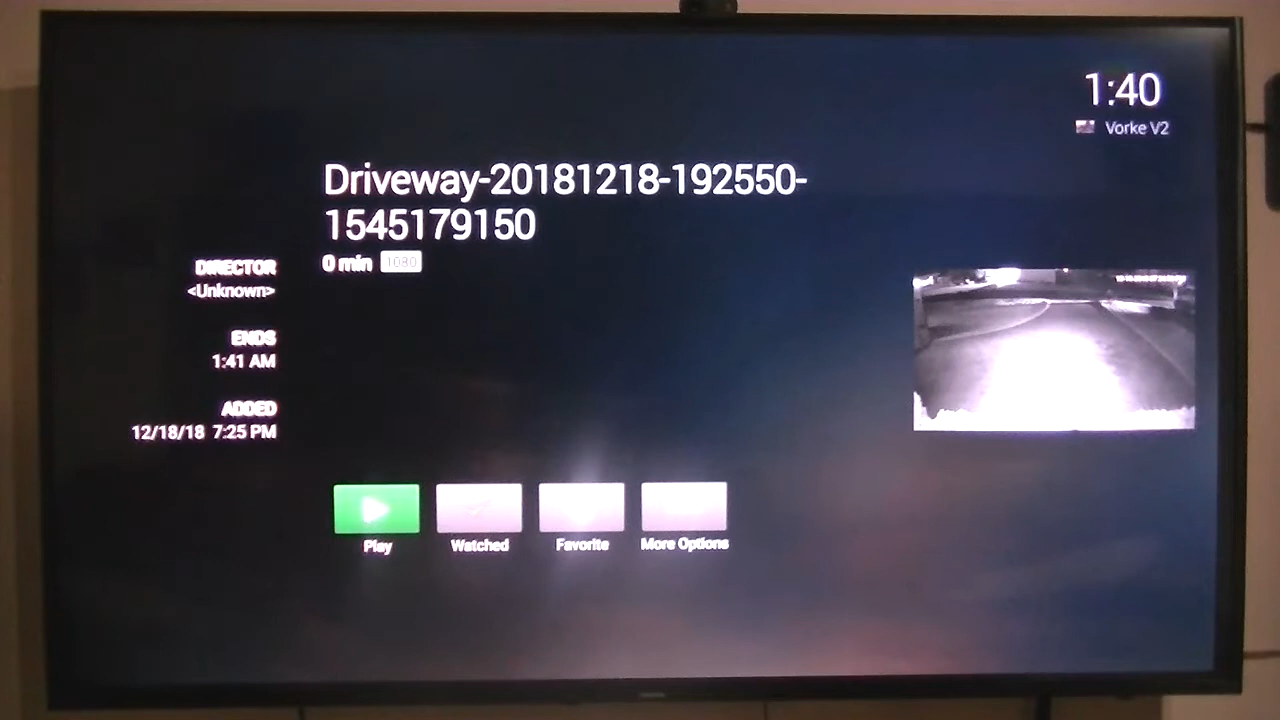 1:40
Vorke V2
Driveway-20181218-192550-
1545179150
0 min 1080
DIRECTOR
<Unknown>
ENDS
1:41 AM
ADDED
12/18/18 7:25 PM
Play
Watched
Favorite
More Options